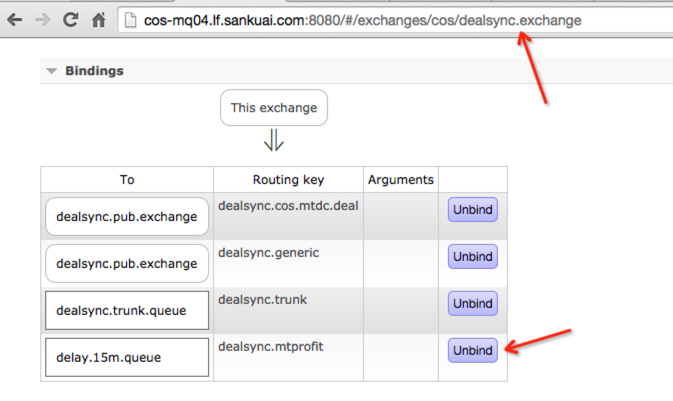 cos-mq04.lf.sankuai.com:8080/#/exchanges/cos/dealsync.exchange
Bindings
This exchange
To Routing key Arguments
dealsync.pub.exchange dealsync.cos.mtdc.deal Unbind
dealsync.pub.exchange dealsync.generic Unbind
dealsync.trunk.queue dealsync.trunk Unbind
delay.15m.queue dealsync.mtprofit Unbind